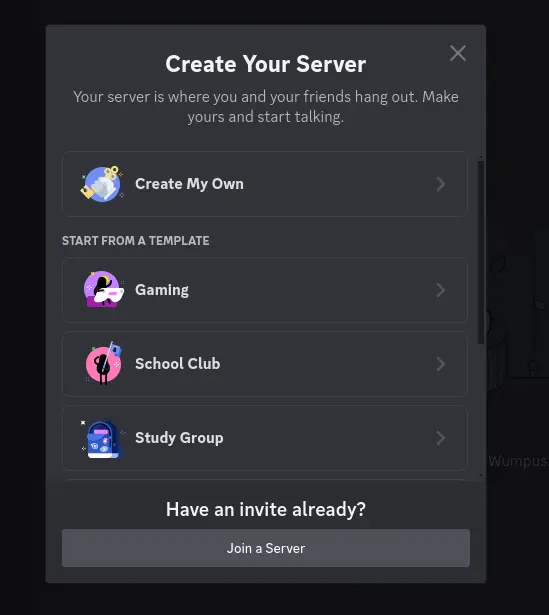 Create Your Server
Your server is where you and your friends hang out. Make
yours and start talking.
Create My Own
START FROM A TEMPLATE
Gaming
School Club
Study Group
Wumpus
Have an invite already?
Join a Server